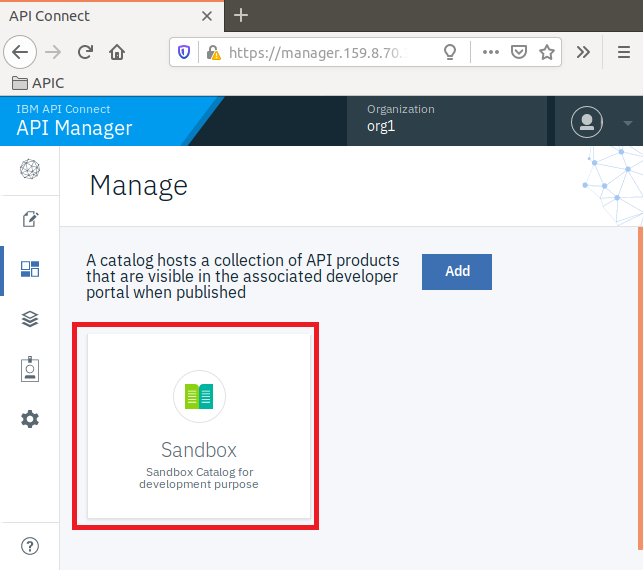 API Connect
https://manager.159.8.70.
APIC
IBM API Connect
API Manager
Organization
org1
Manage
A catalog hosts a collection of API products
that are visible in the associated developer
portal when published
Add
Sandbox
Sandbox Catalog for
development purpose